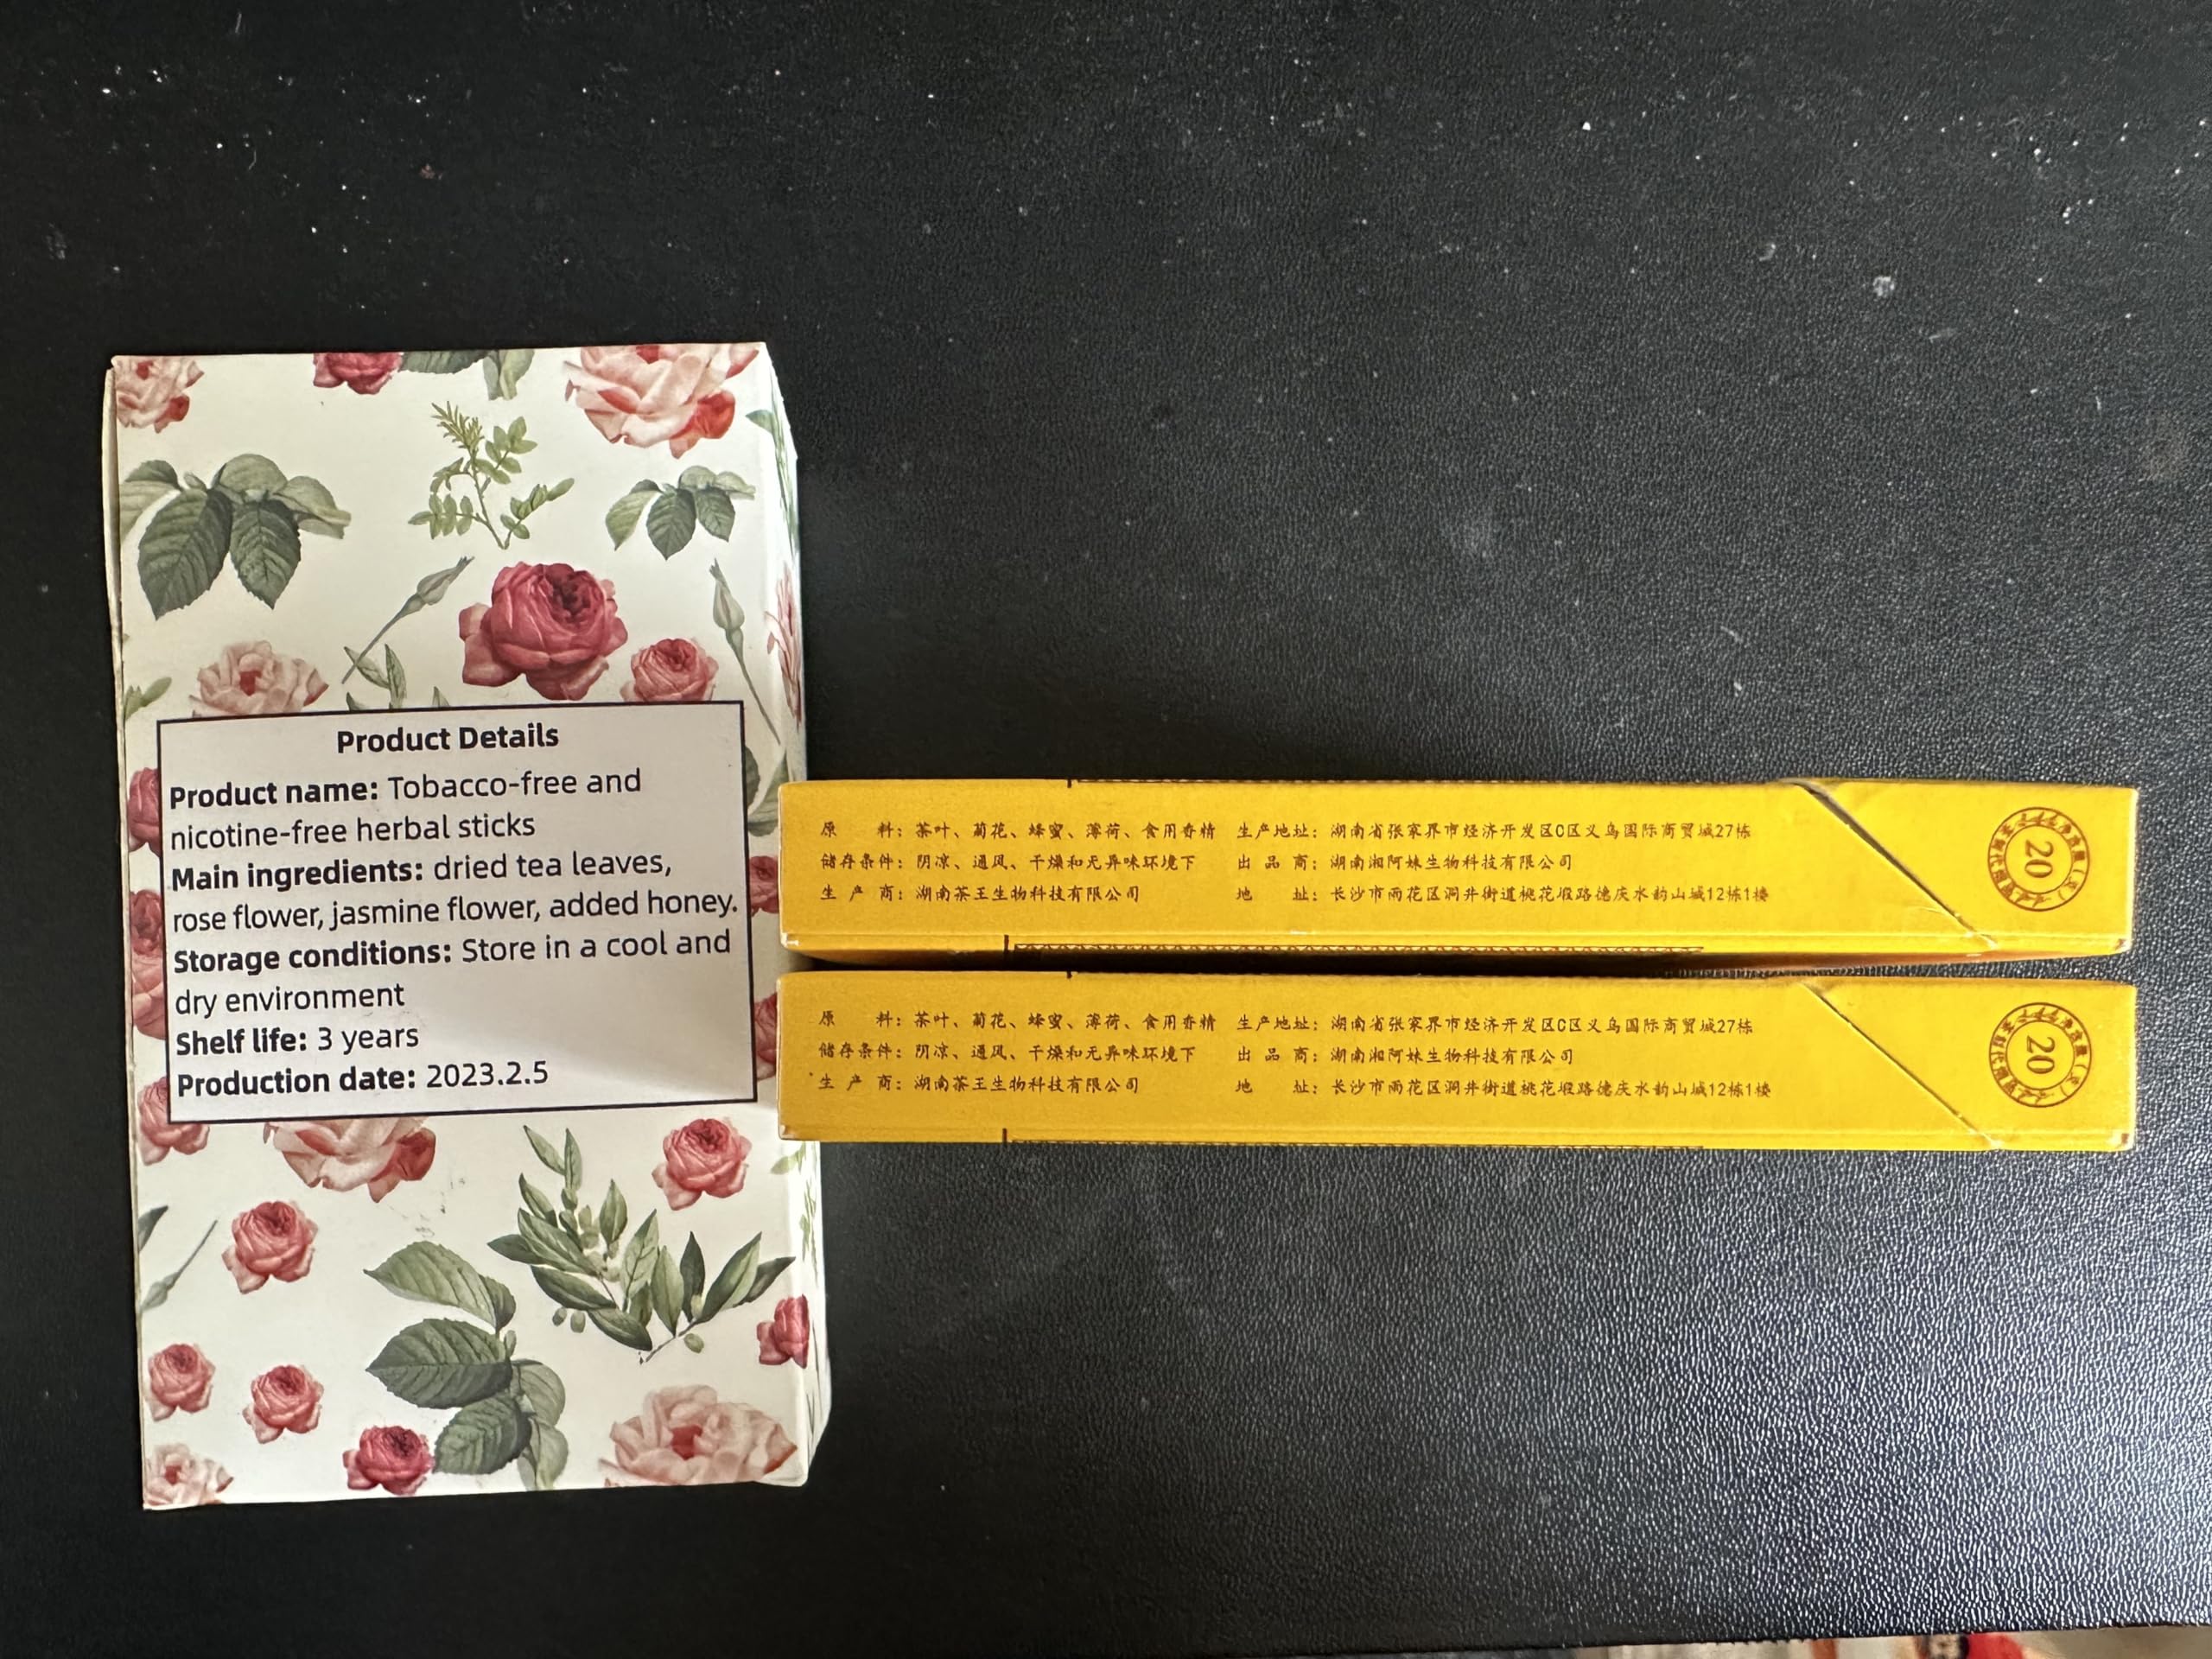 Product Details
Product name: Tobacco-free and
nicotine-free herbal sticks
Main ingredients: dried tea leaves,
rose flower, jasmine flower, added honey.
Storage conditions: Store in a cool and
dry environment
Shelf life: 3 years
Production date: 2023.2.5
原 料：茶叶、菊花、蜂蜜、薄荷、食用香精 生产地址：湖南省张家界市经济开发区C区义乌国际商贸城27栋
储存条件：阴凉、通风、干燥和无异味环境下 出品商：湖南湘阿妹生物科技有限公司
生产商：湖南茶王生物科技有限公司 地 址：长沙市雨花区洞井街道桃花塅路德庆水韵山城12栋1楼
20
原 料：茶叶、菊花、蜂蜜、薄荷、食用香精 生产地址：湖南省张家界市经济开发区C区义乌国际商贸城27栋
储存条件：阴凉、通风、干燥和无异味环境下 出品商：湖南湘阿妹生物科技有限公司
生产商：湖南茶王生物科技有限公司 地 址：长沙市雨花区洞井街道桃花塅路德庆水韵山城12栋1楼
20